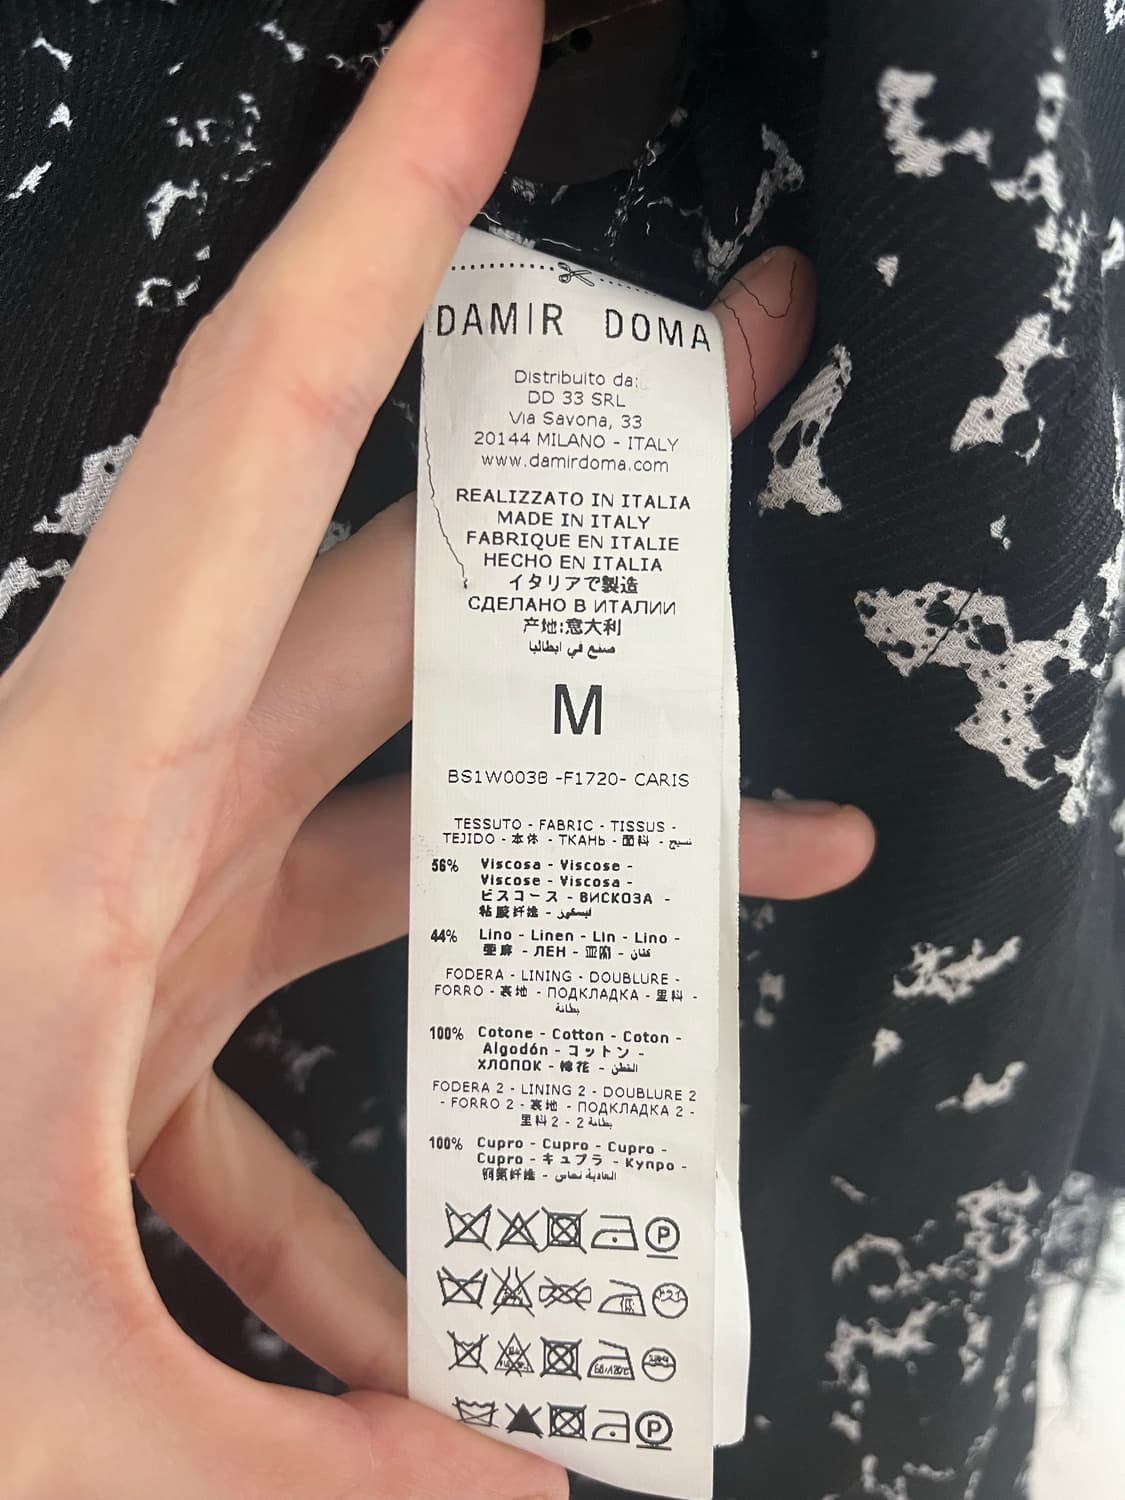 DAMIR DOMA
Distribuito da:
DD 33 SRL
Via Savona, 33
20144 MILANO - ITALY
www.damirdoma.com
REALIZZATO IN ITALIA
MADE IN ITALY
FABRIQUE EN ITALIE
HECHO EN ITALIA
イタリアで製造
СДЕЛАНО В ИТАЛИИ
产地:意大利
صنع في ايطاليا
M
BS1W0038 -F1720- CARIS
TESSUTO - FABRIC - TISSUS -
TEJIDO - 本体 - ТКАНЬ - 面料 - نسيج
56% Viscosa - Viscose -
Viscose - Viscosa -
ビスコース - ВИСКОЗА -
粘胶纤维 - فيسكوز
44% Lino - Linen - Lin - Lino -
亜麻 - ЛЕН - 亚麻 - كتان
FODERA - LINING - DOUBLURE -
FORRO - 裏地 - ПОДКЛАДКА - 里料 -
بطانة
100% Cotone - Cotton - Coton -
Algodón - コットン -
ХЛОПОК - 棉花 - القطن
FODERA 2 - LINING 2 - DOUBLURE 2
- FORRO 2 - 裏地 - ПОДКЛАДКА 2 -
里料 2 - بطانة 2
100% Cupro - Cupro - Cupro -
Cupro - キュプラ - Купро -
铜氨纤维 -
P
P